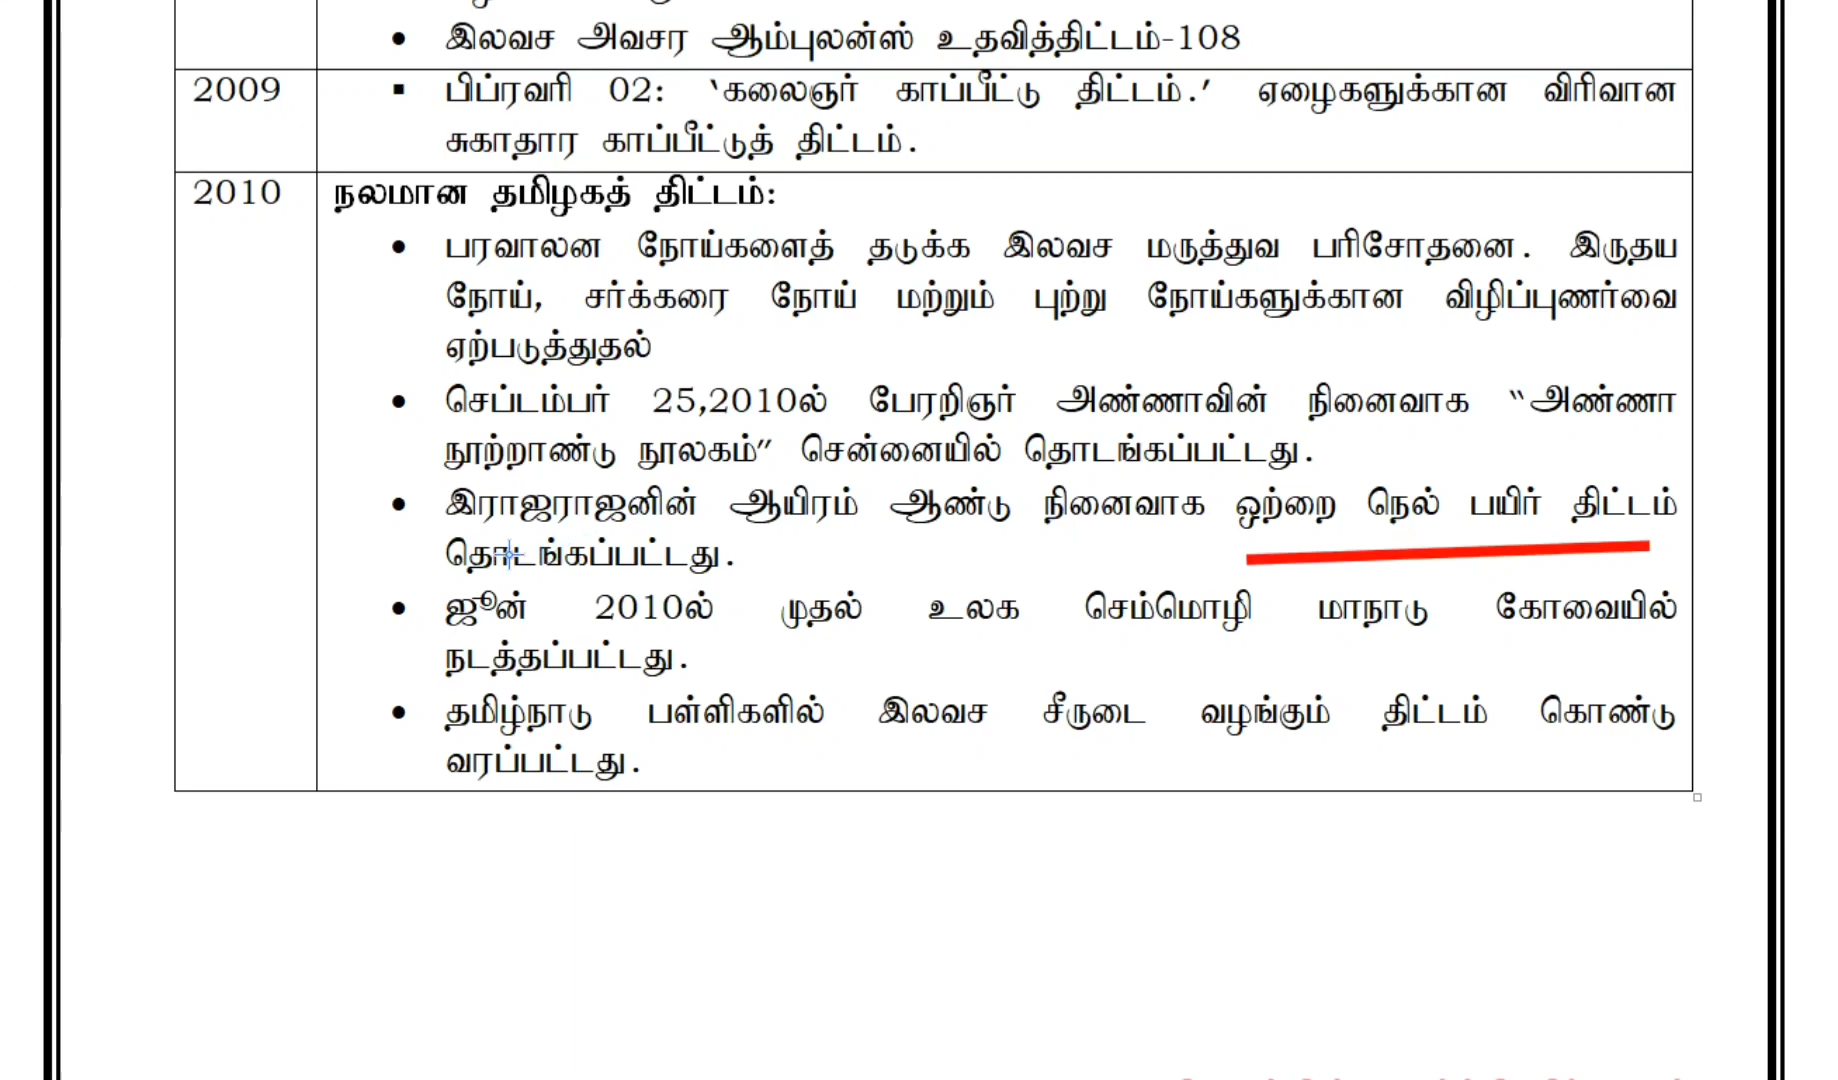 இலவச அவசர ஆம்புலன்ஸ் உதவித்திட்டம்-108
2009
பிப்ரவரி 02: ‘கலைஞர் காப்பீட்டு திட்டம்.’ ஏழைகளுக்கான விரிவான
சுகாதார காப்பீட்டுத் திட்டம்.
2010
நலமான தமிழகத் திட்டம்:
பரவாலன நோய்களைத் தடுக்க இலவச மருத்துவ பரிசோதனை. இருதய
நோய், சர்க்கரை நோய் மற்றும் புற்று நோய்களுக்கான விழிப்புணர்வை
ஏற்படுத்துதல்
செப்டம்பர் 25,2010ல் பேரறிஞர் அண்ணாவின் நினைவாக “அண்ணா
நூற்றாண்டு நூலகம்” சென்னையில் தொடங்கப்பட்டது.
இராஜராஜனின் ஆயிரம் ஆண்டு நினைவாக ஒற்றை நெல் பயிர் திட்டம்
தொடங்கப்பட்டது.
ஜூன் 2010ல் முதல் உலக செம்மொழி மாநாடு கோவையில்
நடத்தப்பட்டது.
தமிழ்நாடு பள்ளிகளில் இலவச சீருடை வழங்கும் திட்டம் கொண்டு
வரப்பட்டது.